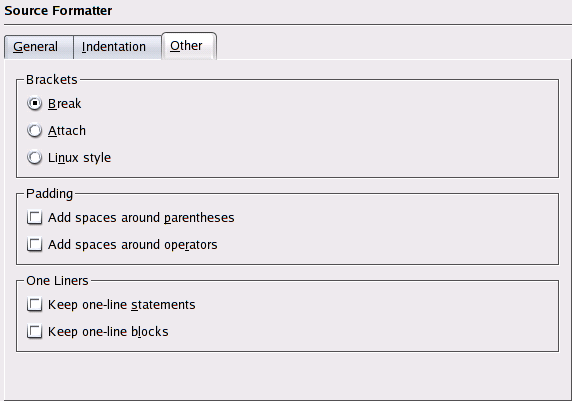 Source Formatter
General Indentation Other
Brackets
Break
Attach
Linux style
Padding
Add spaces around parentheses
Add spaces around operators
One Liners
Keep one-line statements
Keep one-line blocks